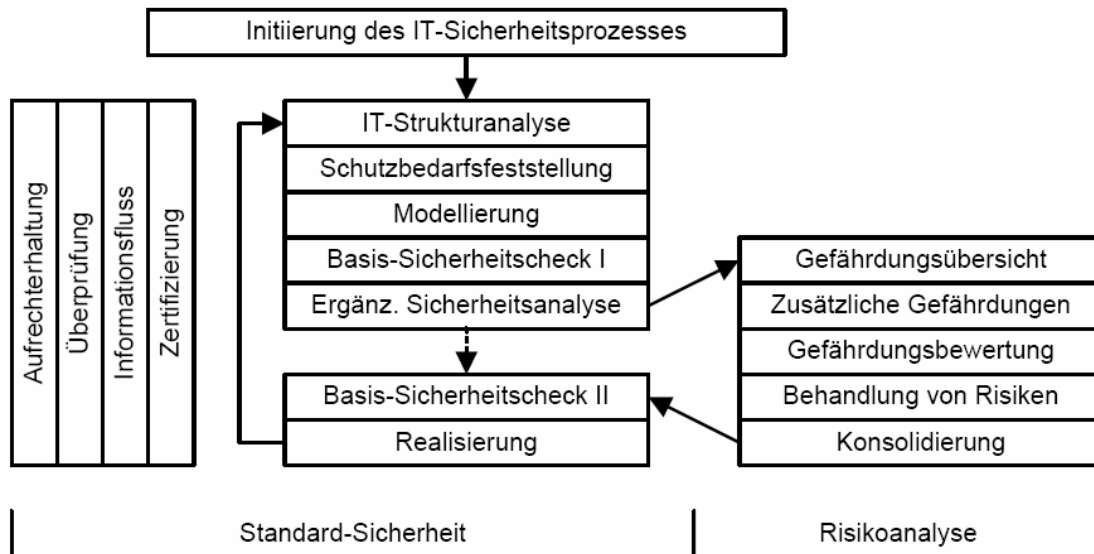 Initiierung des IT-Sicherheitsprozesses
Aufrechterhaltung
Überprüfung
Informationsfluss
Zertifizierung
IT-Strukturanalyse
Schutzbedarfsfeststellung
Modellierung
Basis-Sicherheitscheck I
Ergänz. Sicherheitsanalyse
Basis-Sicherheitscheck II
Realisierung
Gefährdungsübersicht
Zusätzliche Gefährdungen
Gefährdungsbewertung
Behandlung von Risiken
Konsolidierung
Standard-Sicherheit
Risikoanalyse